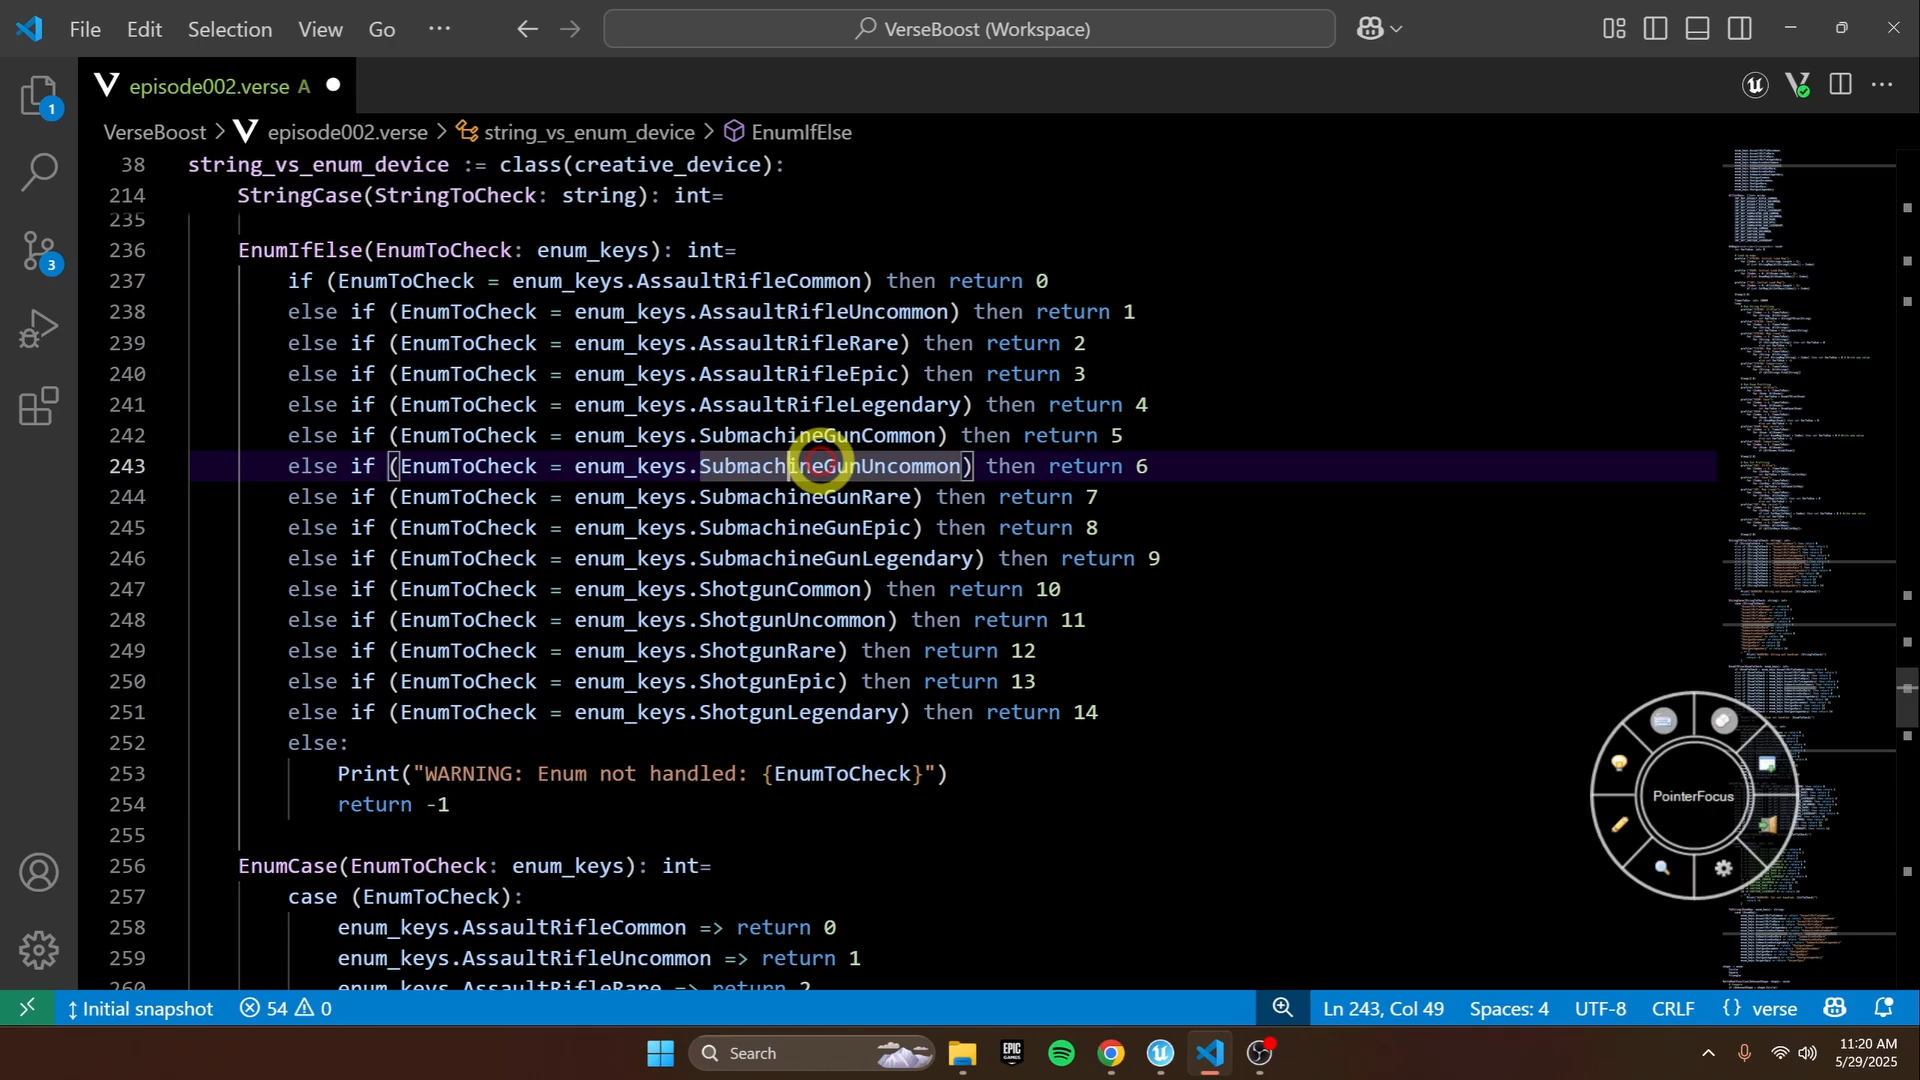 File Edit Selection View Go ··· VerseBoost (Workspace)
episode002.verse A
VerseBoost > episode002.verse > string_vs_enum_device > EnumIfElse
38 string_vs_enum_device := class(creative_device):
214 StringCase(StringToCheck: string): int=
235
236 EnumIfElse(EnumToCheck: enum_keys): int=
237 if (EnumToCheck = enum_keys.AssaultRifleCommon) then return 0
238 else if (EnumToCheck = enum_keys.AssaultRifleUncommon) then return 1
239 else if (EnumToCheck = enum_keys.AssaultRifleRare) then return 2
240 else if (EnumToCheck = enum_keys.AssaultRifleEpic) then return 3
241 else if (EnumToCheck = enum_keys.AssaultRifleLegendary) then return 4
242 else if (EnumToCheck = enum_keys.SubmachineGunCommon) then return 5
243 else if (EnumToCheck = enum_keys.SubmachineGunUncommon) then return 6
244 else if (EnumToCheck = enum_keys.SubmachineGunRare) then return 7
245 else if (EnumToCheck = enum_keys.SubmachineGunEpic) then return 8
246 else if (EnumToCheck = enum_keys.SubmachineGunLegendary) then return 9
247 else if (EnumToCheck = enum_keys.ShotgunCommon) then return 10
248 else if (EnumToCheck = enum_keys.ShotgunUncommon) then return 11
249 else if (EnumToCheck = enum_keys.ShotgunRare) then return 12
250 else if (EnumToCheck = enum_keys.ShotgunEpic) then return 13
251 else if (EnumToCheck = enum_keys.ShotgunLegendary) then return 14
252 else:
253 Print("WARNING: Enum not handled: {EnumToCheck}")
254 return -1
255
256 EnumCase(EnumToCheck: enum_keys): int=
257 case (EnumToCheck):
258 enum_keys.AssaultRifleCommon => return 0
259 enum_keys.AssaultRifleUncommon => return 1
260 enum_keys.AssaultRifleRare => return 2
1
3
PointerFocus
Initial snapshot 54 0 Ln 243, Col 49 Spaces: 4 UTF-8 CRLF {} verse
Search EPIC GAMES 11:20 AM
5/29/2025